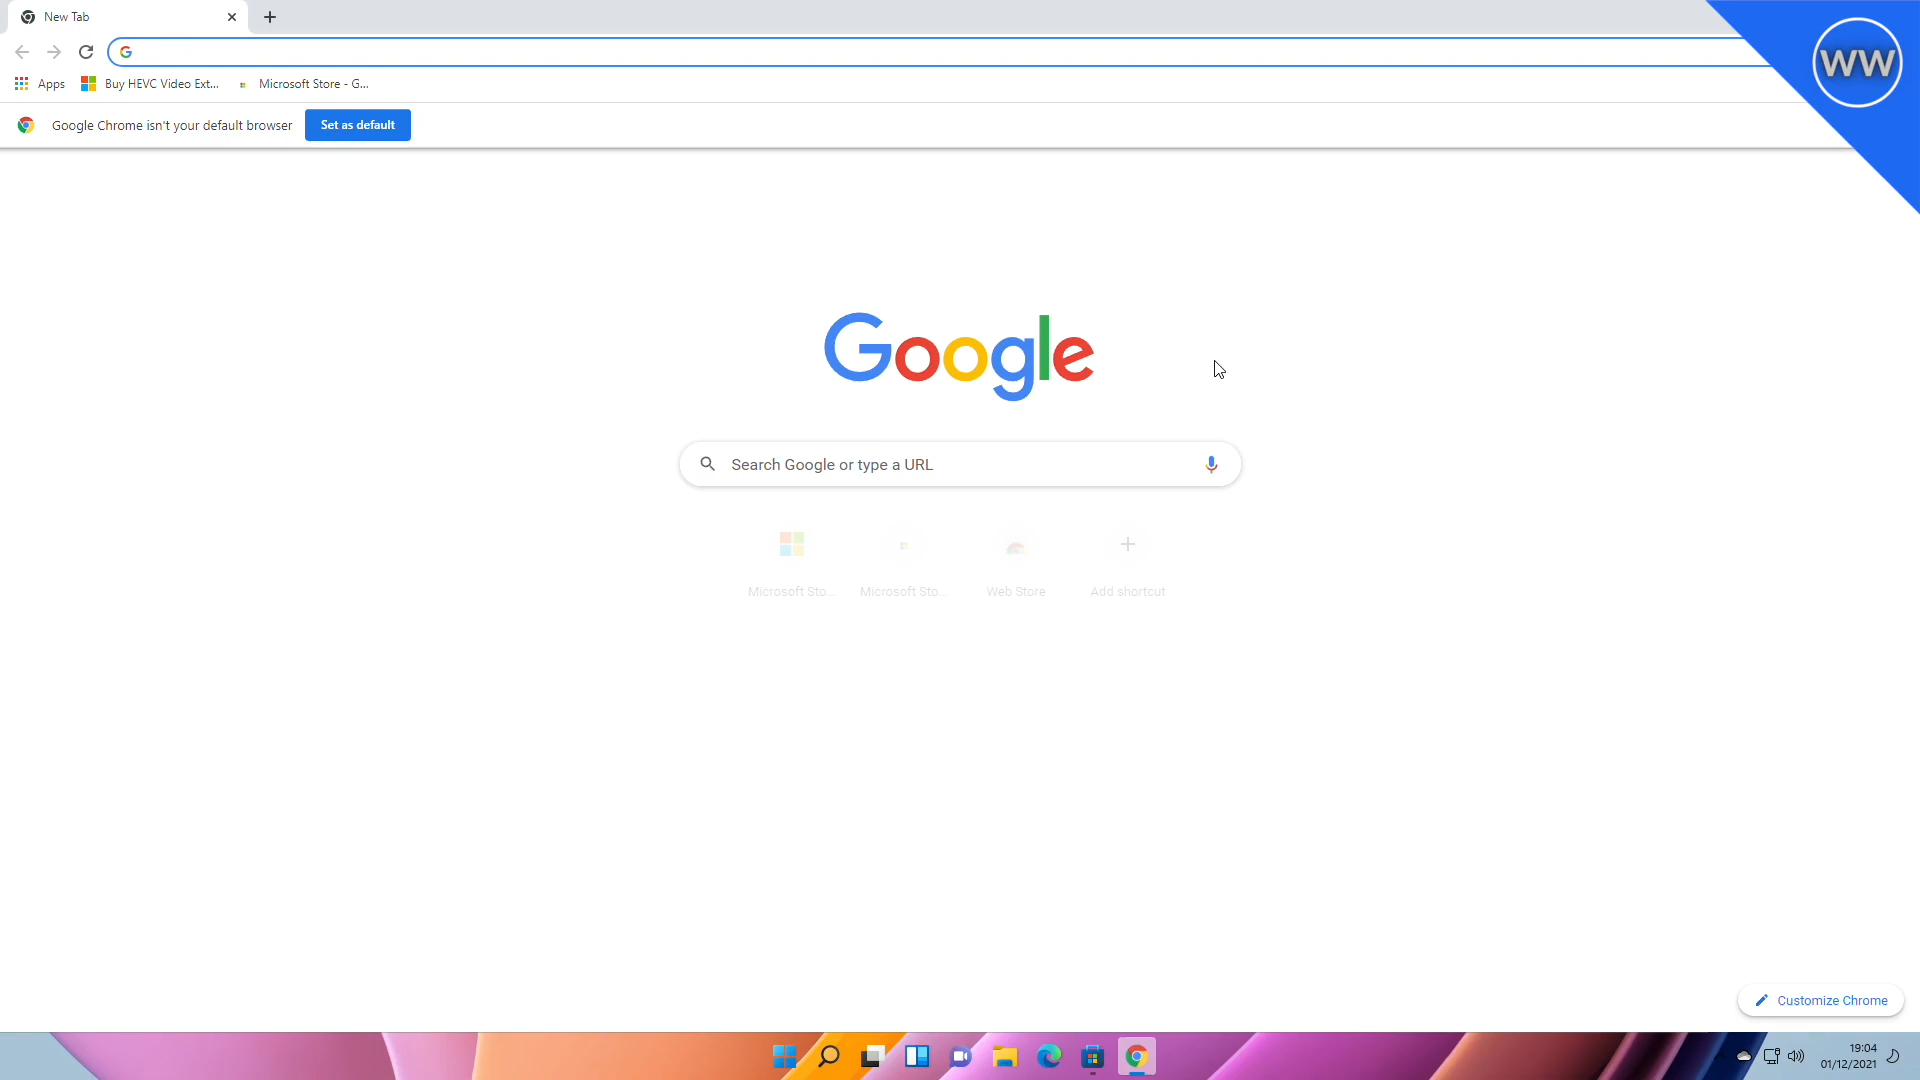 New Tab
WW
Apps
Buy HEVC Video Ext...
Microsoft Store - G...
Google Chrome isn't your default browser
Set as default
Google
Search Google or type a URL
Microsoft Sto...
Microsoft Sto...
Web Store
Add shortcut
Customize Chrome
19:04
01/12/2021